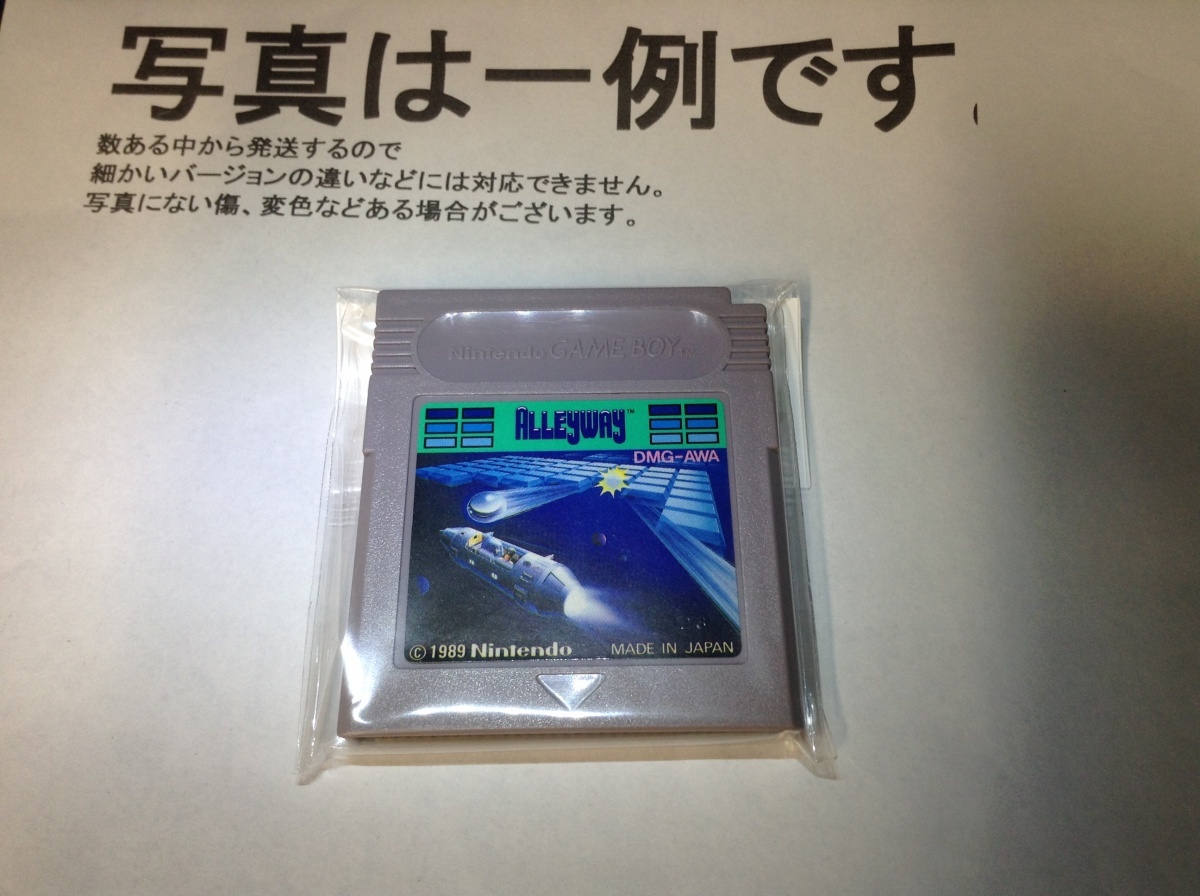 写真は一例です。
数ある中から発送するので
細かいバージョンの違いなどには対応できません。
写真にない傷、変色などある場合がございます。
Nintendo GAME BOY™
ALLEYWAY™
DMG-AWA
© 1989 Nintendo MADE IN JAPAN